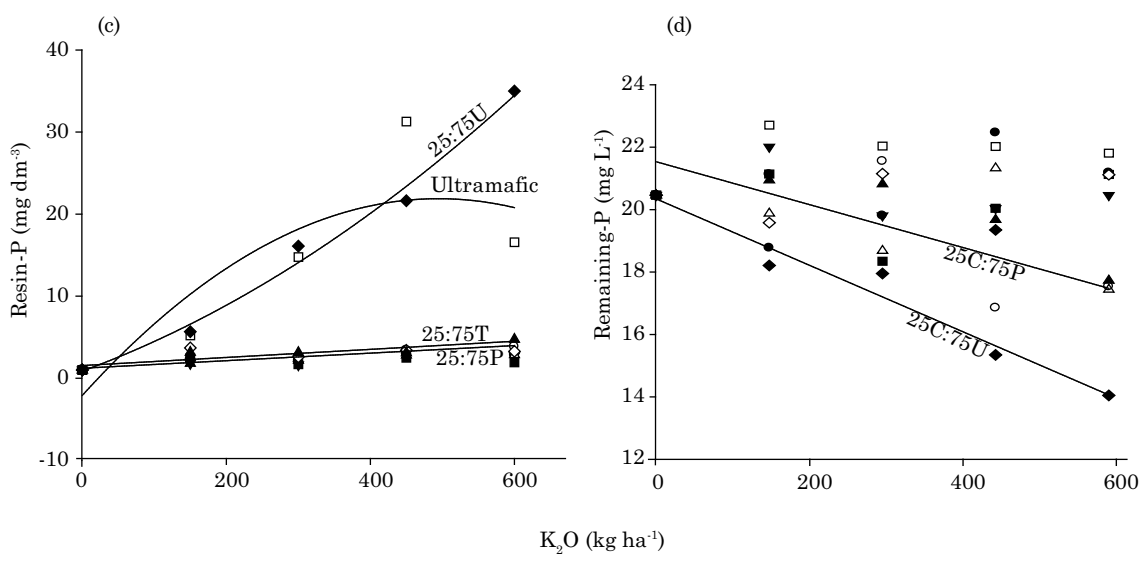 (c)
(d)
40
30
20
10
0
-10
Resin-P (mg dm⁻³)
25:75U
Ultramafic
25:75T
25:75P
0
200
400
600
24
22
20
18
16
14
12
Remaining-P (mg L⁻¹)
25C:75P
25C:75U
0
200
400
600
K₂O (kg ha⁻¹)